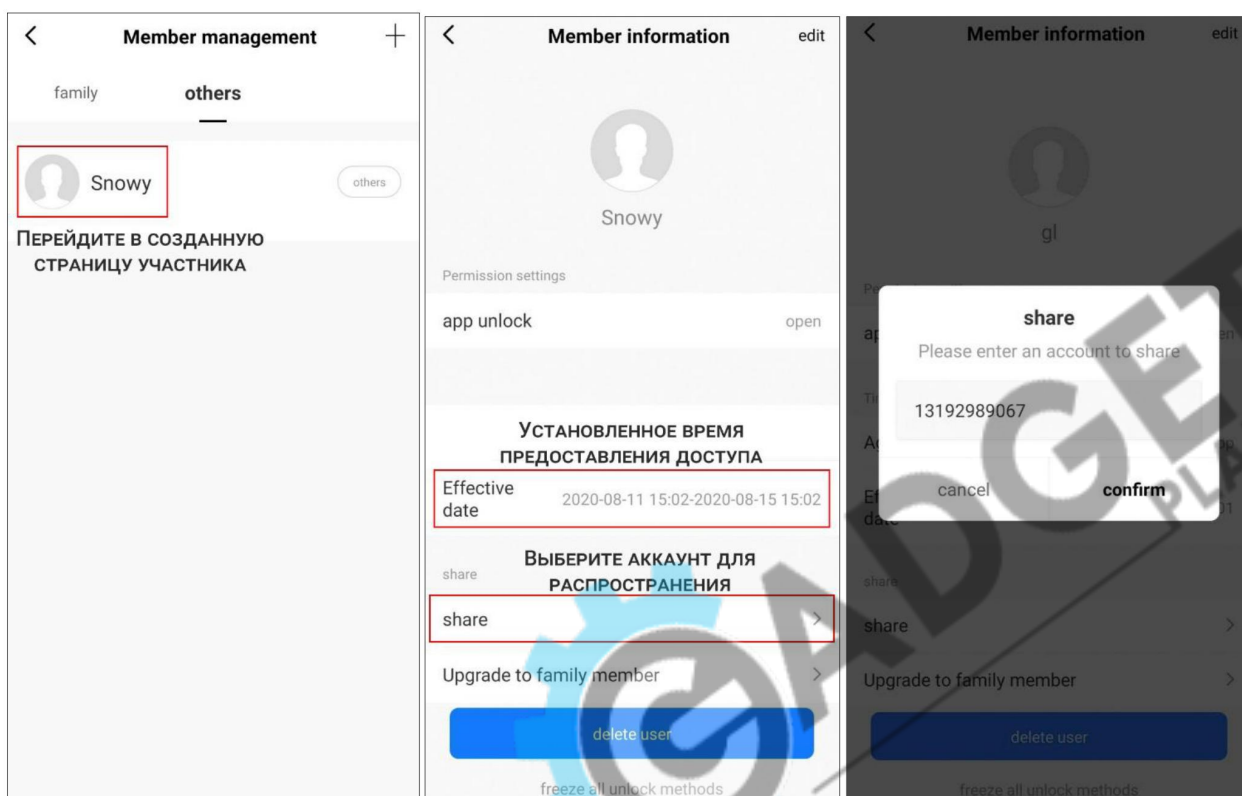 Member management
family others
Snowy others
ПЕРЕЙДИТЕ В СОЗДАННУЮ
СТРАНИЦУ УЧАСТНИКА
Member information edit
Snowy
Permission settings
app unlock open
УСТАНОВЛЕННОЕ ВРЕМЯ
ПРЕДОСТАВЛЕНИЯ ДОСТУПА
Effective
date 2020-08-11 15:02-2020-08-15 15:02
ВЫБЕРИТЕ АККАУНТ ДЛЯ
share РАСПРОСТРАНЕНИЯ
share
Upgrade to family member
delete user
freeze all unlock methods
Member information edit
gl
share
Please enter an account to share
13192989067
cancel confirm
date
share
share
Upgrade to family member
delete user
freeze all unlock methods
GADGET